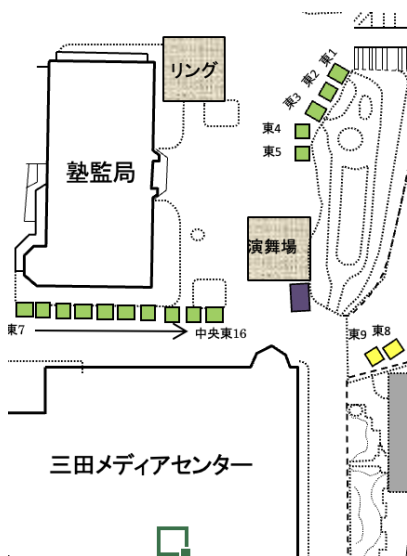 リング
東1
東2
東3
東4
東5
塾監局
演舞場
東7
中央東16
東9
東8
三田メディアセンター